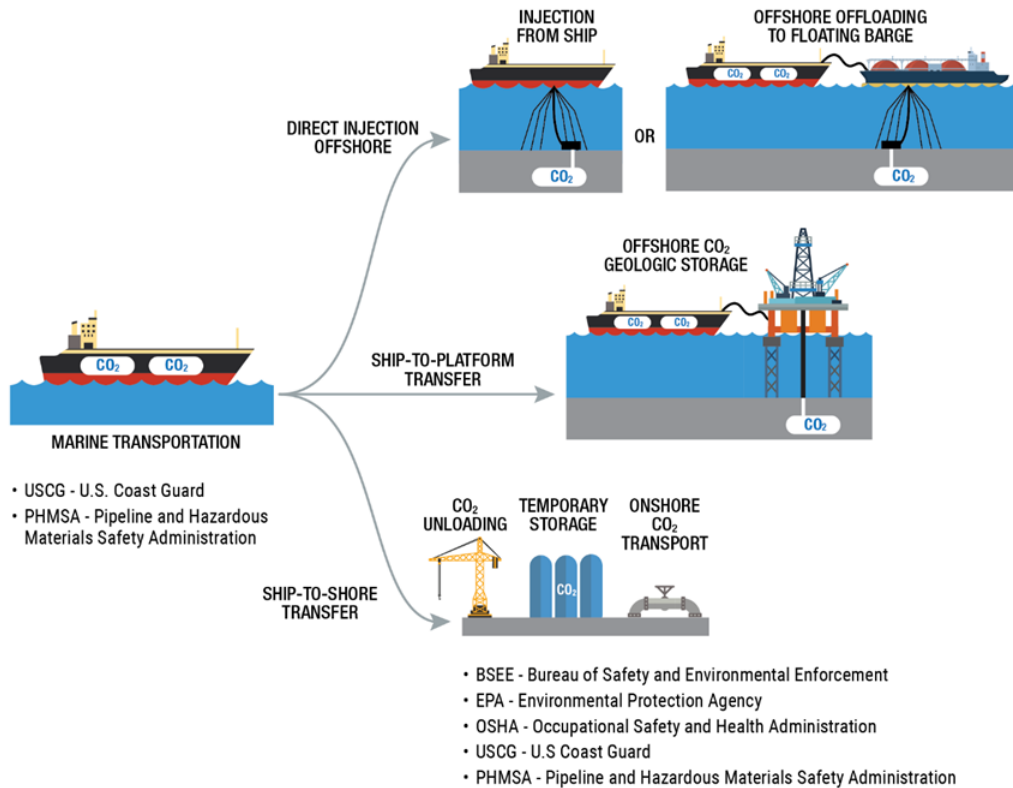 INJECTION
FROM SHIP
OFFSHORE OFFLOADING
TO FLOATING BARGE
CO₂ CO₂
DIRECT INJECTION
OFFSHORE
OR
CO₂
CO₂
OFFSHORE CO₂
GEOLOGIC STORAGE
CO₂ CO₂
CO₂ CO₂
SHIP-TO-PLATFORM
TRANSFER
CO₂
MARINE TRANSPORTATION
• USCG - U.S. Coast Guard
• PHMSA - Pipeline and Hazardous
Materials Safety Administration
CO₂
UNLOADING
TEMPORARY
STORAGE
ONSHORE
CO₂
TRANSPORT
CO₂
SHIP-TO-SHORE
TRANSFER
• BSEE - Bureau of Safety and Environmental Enforcement
• EPA - Environmental Protection Agency
• OSHA - Occupational Safety and Health Administration
• USCG - U.S Coast Guard
• PHMSA - Pipeline and Hazardous Materials Safety Administration